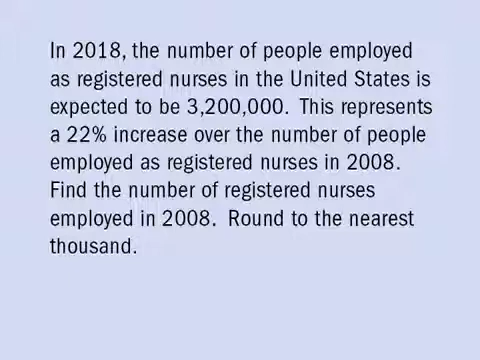 In 2018, the number of people employed
as registered nurses in the United States is
expected to be 3,200,000.  This represents
a 22% increase over the number of people
employed as registered nurses in 2008.
Find the number of registered nurses
employed in 2008.  Round to the nearest
thousand.